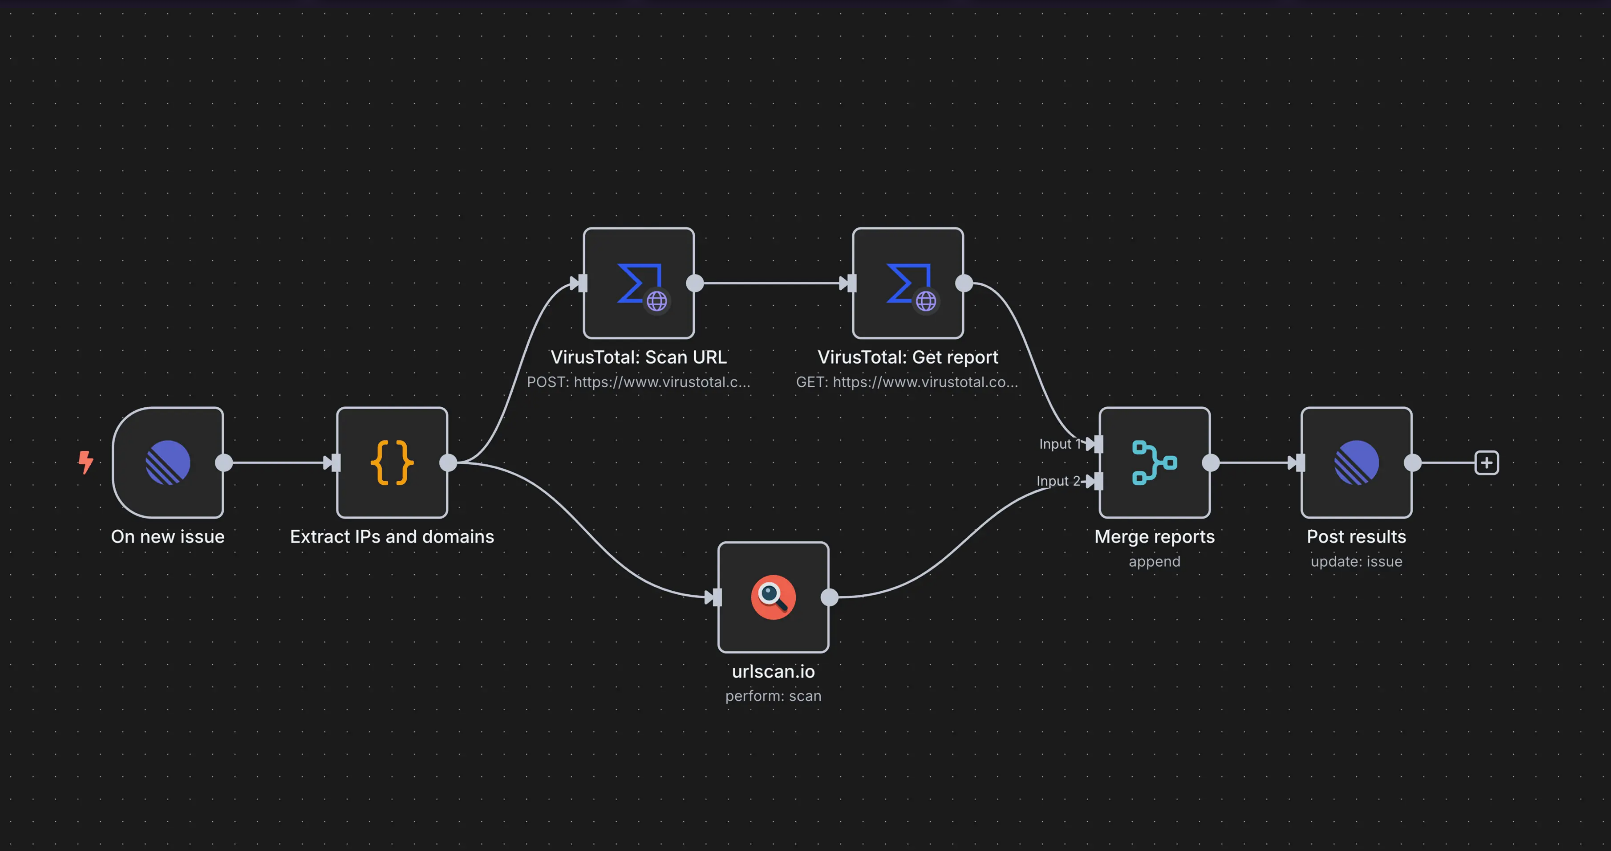 VirusTotal: Scan URL
POST: https://www.virustotal.c...
VirusTotal: Get report
GET: https://www.virustotal.co...
On new issue
Extract IPs and domains
Input 1
Input 2
Merge reports
append
Post results
update: issue
urlscan.io
perform: scan